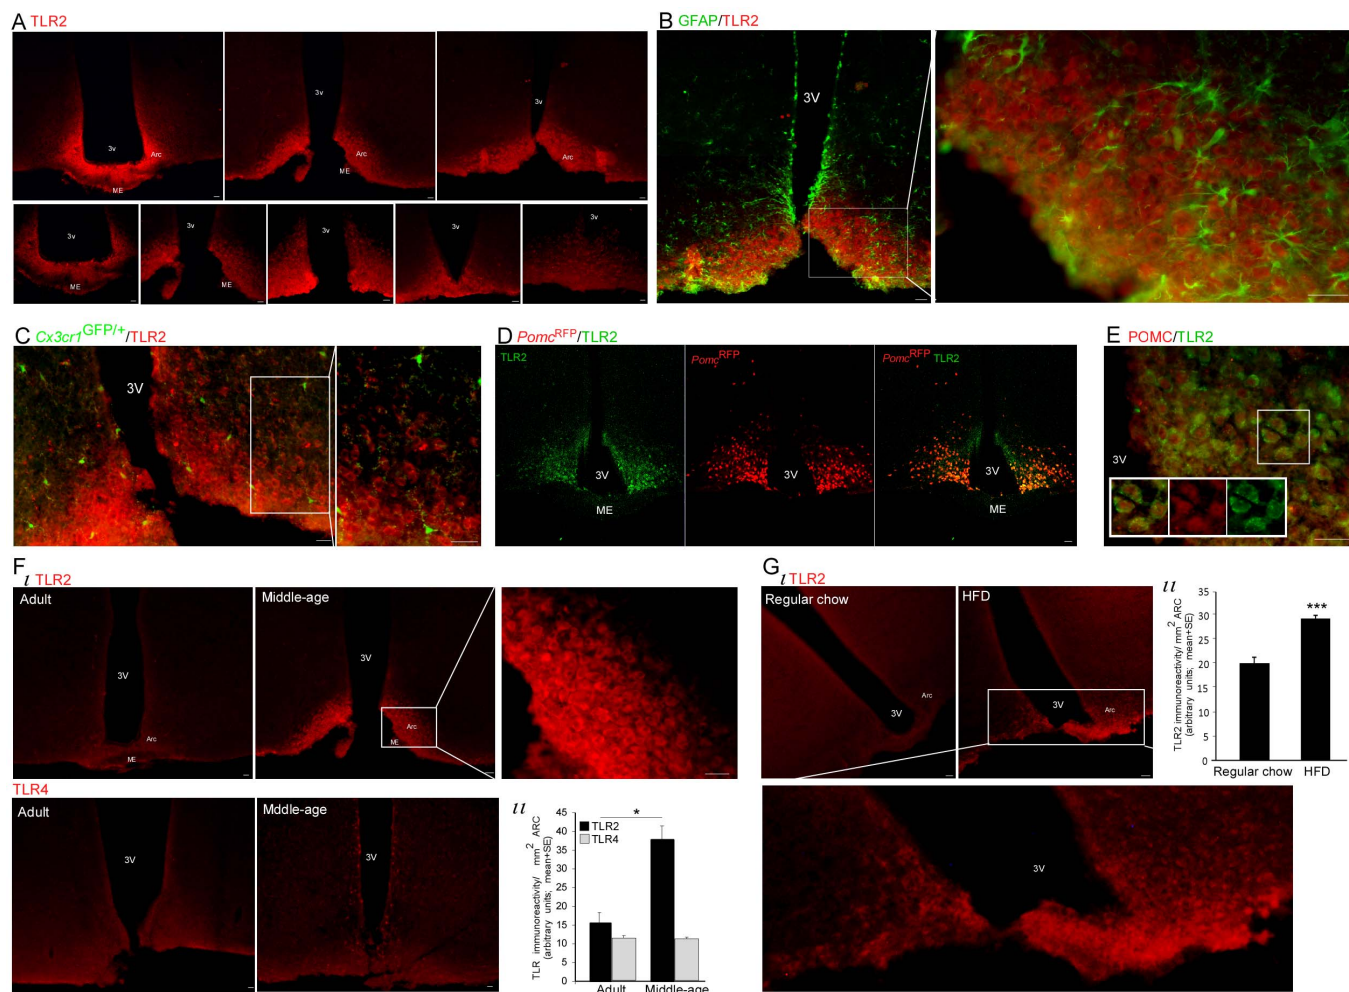 A TLR2
3v
3v
3v
Arc
ME
Arc
ME
Arc
3v
ME
3v
ME
3v
3v
3v
B GFAP/TLR2
3V
C Cx3cr1GFP/+/TLR2
3V
D PomcRFP/TLR2
TLR2
PomcRFP
PomcRFP TLR2
3V
3V
3V
ME
ME
E POMC/TLR2
3V
F
ι TLR2
Adult
Middle-age
3V
3V
Arc
ME
Arc
ME
TLR4
Adult
Mddle-age
3V
3V
ιι
TLR immunoreactivity/ mm2 ARC
(arbitrary units; mean+SE)
45
40
35
30
25
20
15
10
5
0
*
TLR2
TLR4
Adult
Middle-age
G
ι TLR2
Regular chow
HFD
Arc
3V
3V
Arc
ιι
TLR2 immunoreactivity/ mm2 ARC
(arbitrary units; mean+SE)
35
30
25
20
15
10
5
0
***
Regular chow
HFD
3V